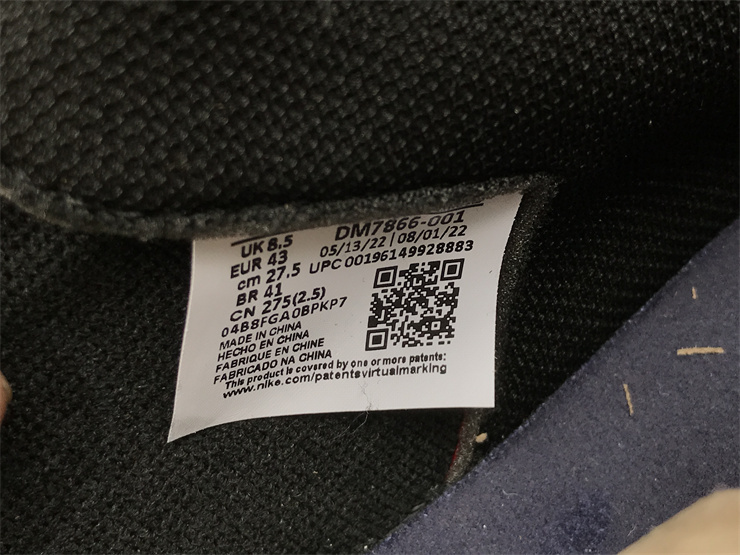 UK 8.5
EUR 43
cm 27.5
BR 41
CN 275(2.5)
04B8FGA0BPKP7
DM7866-001
05/13/22 | 08/01/22
UPC 00196149928883
MADE IN CHINA
HECHO EN CHINA
FABRIQUE EN CHINE
FABRICADO NA CHINA
This product is covered by one or more patents:
www.nike.com/patentsvirtualmarking